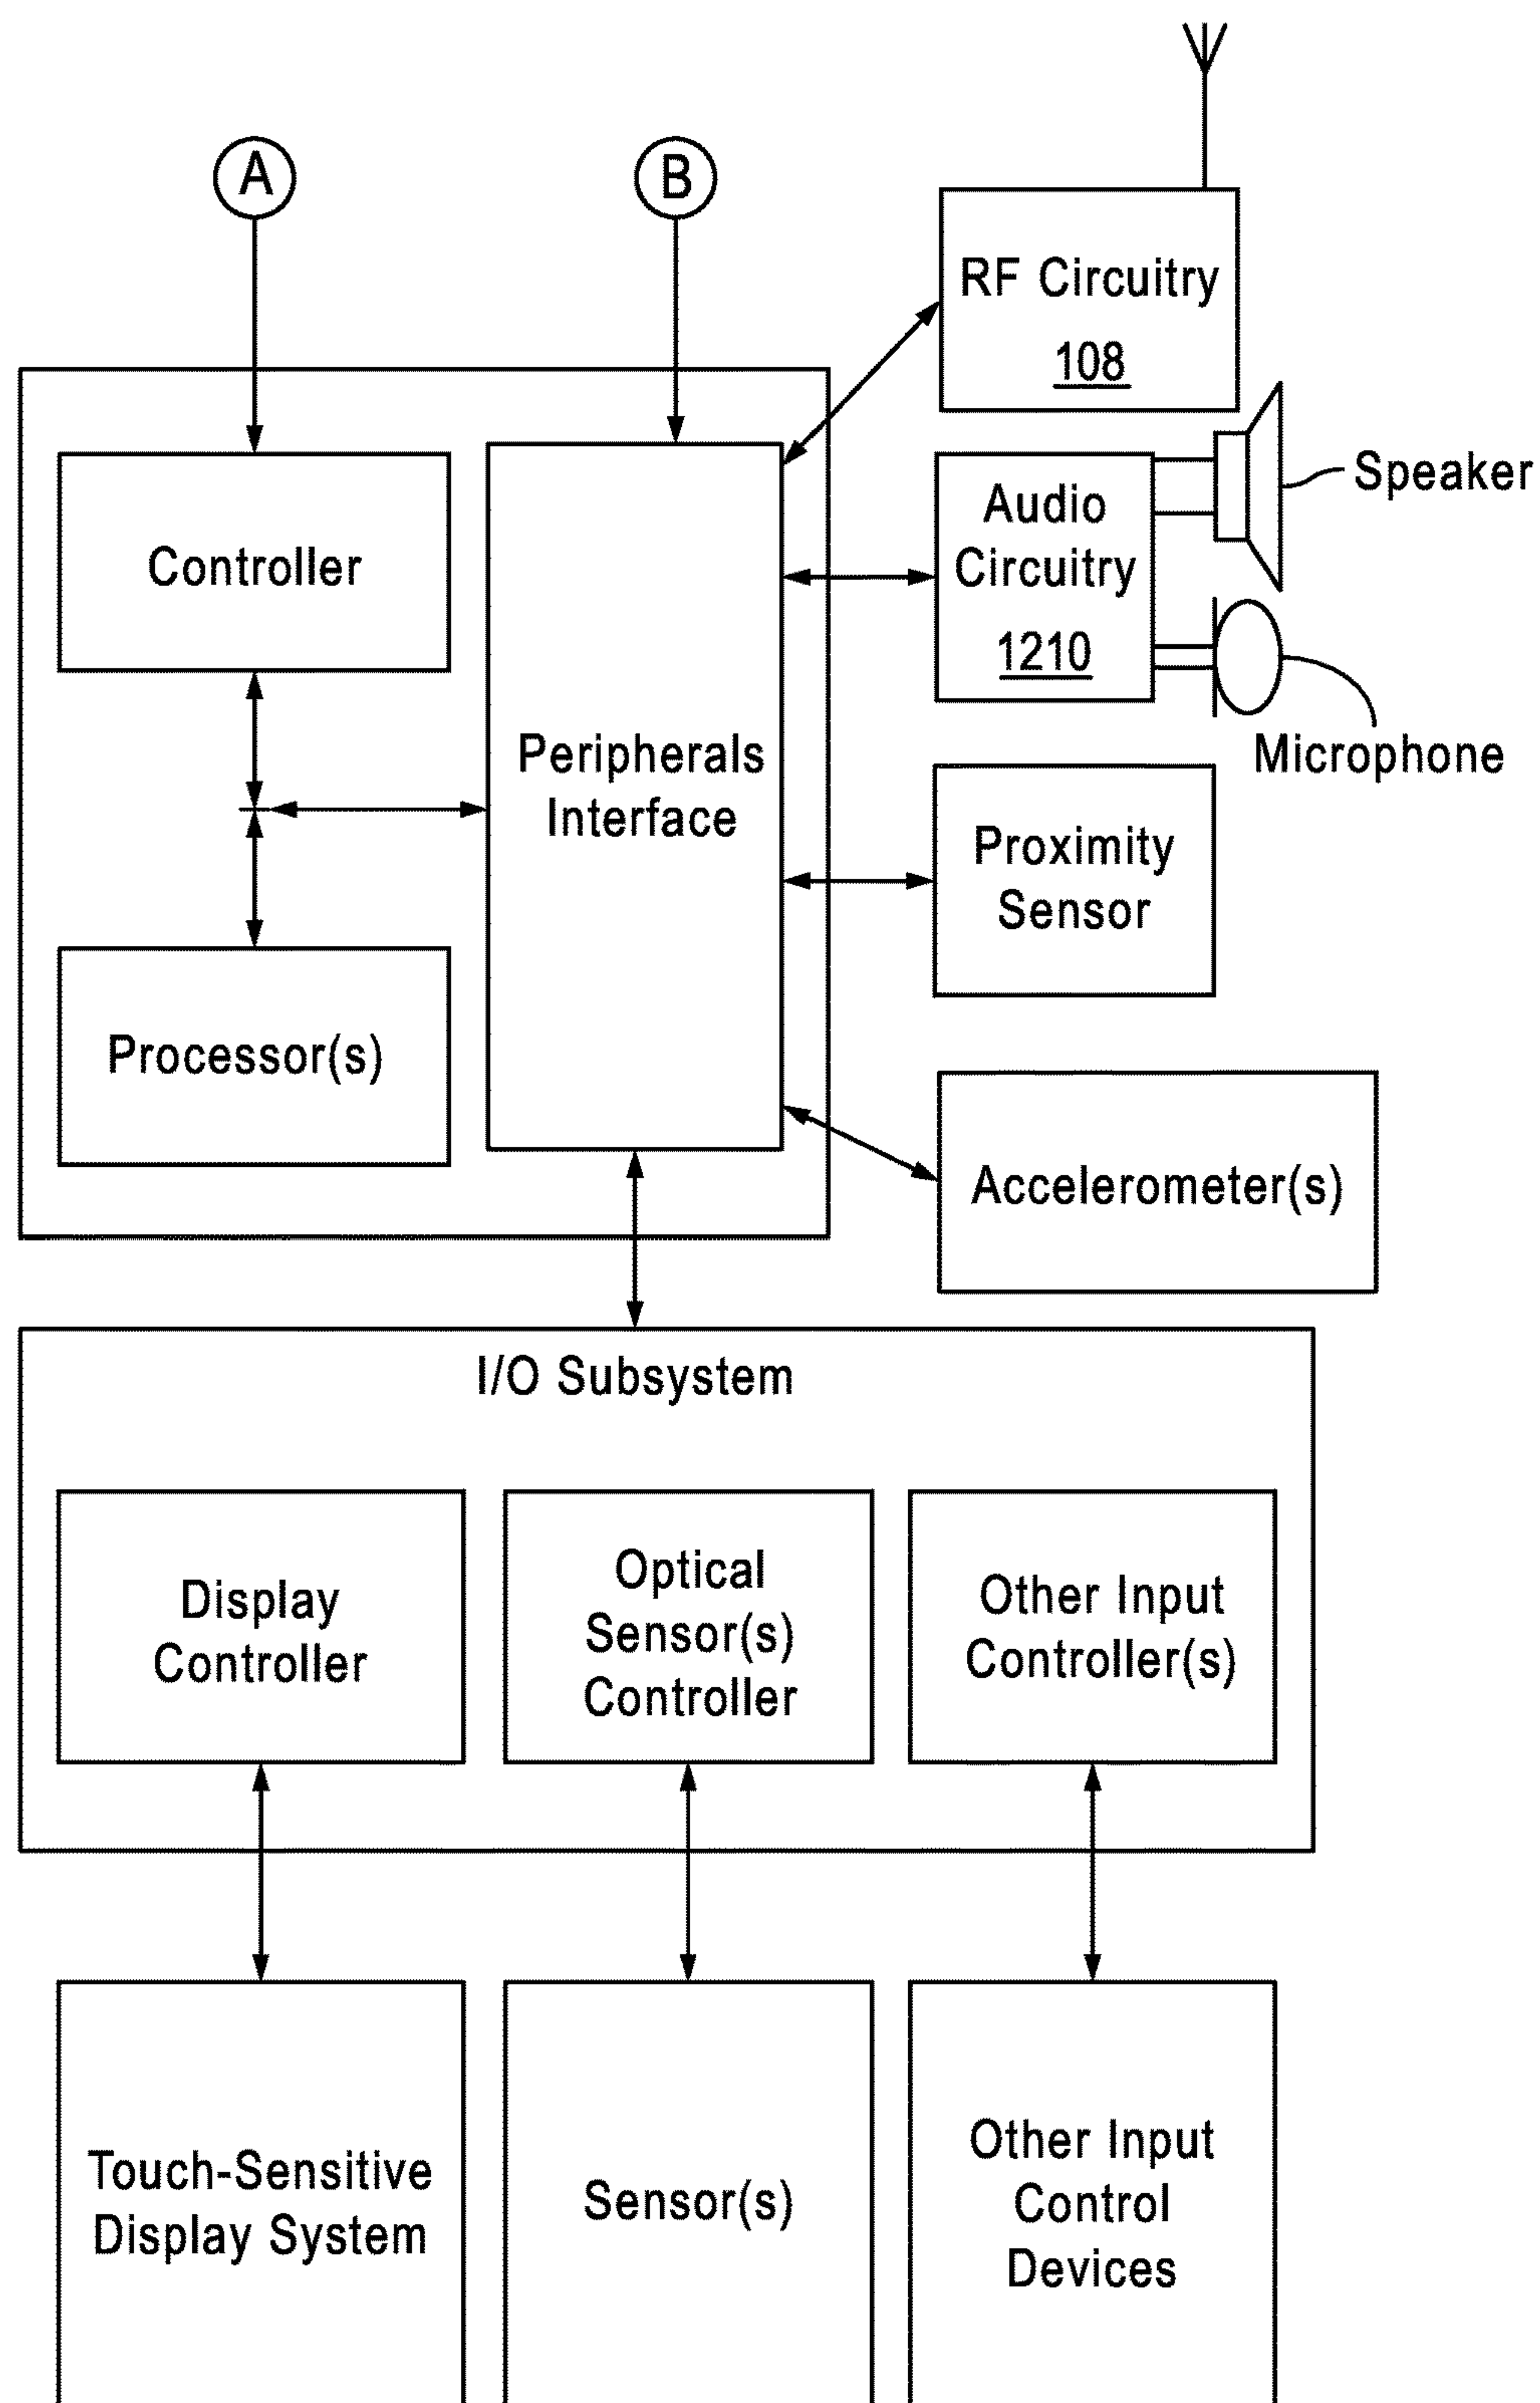 A
B
RF Circuitry
108
Controller
Audio
Circuitry
1210
Speaker
Microphone
Peripherals
Interface
Proximity
Sensor
Processor(s)
Accelerometer(s)
I/O Subsystem
Display
Controller
Optical
Sensor(s)
Controller
Other Input
Controller(s)
Touch-Sensitive
Display System
Sensor(s)
Other Input
Control
Devices